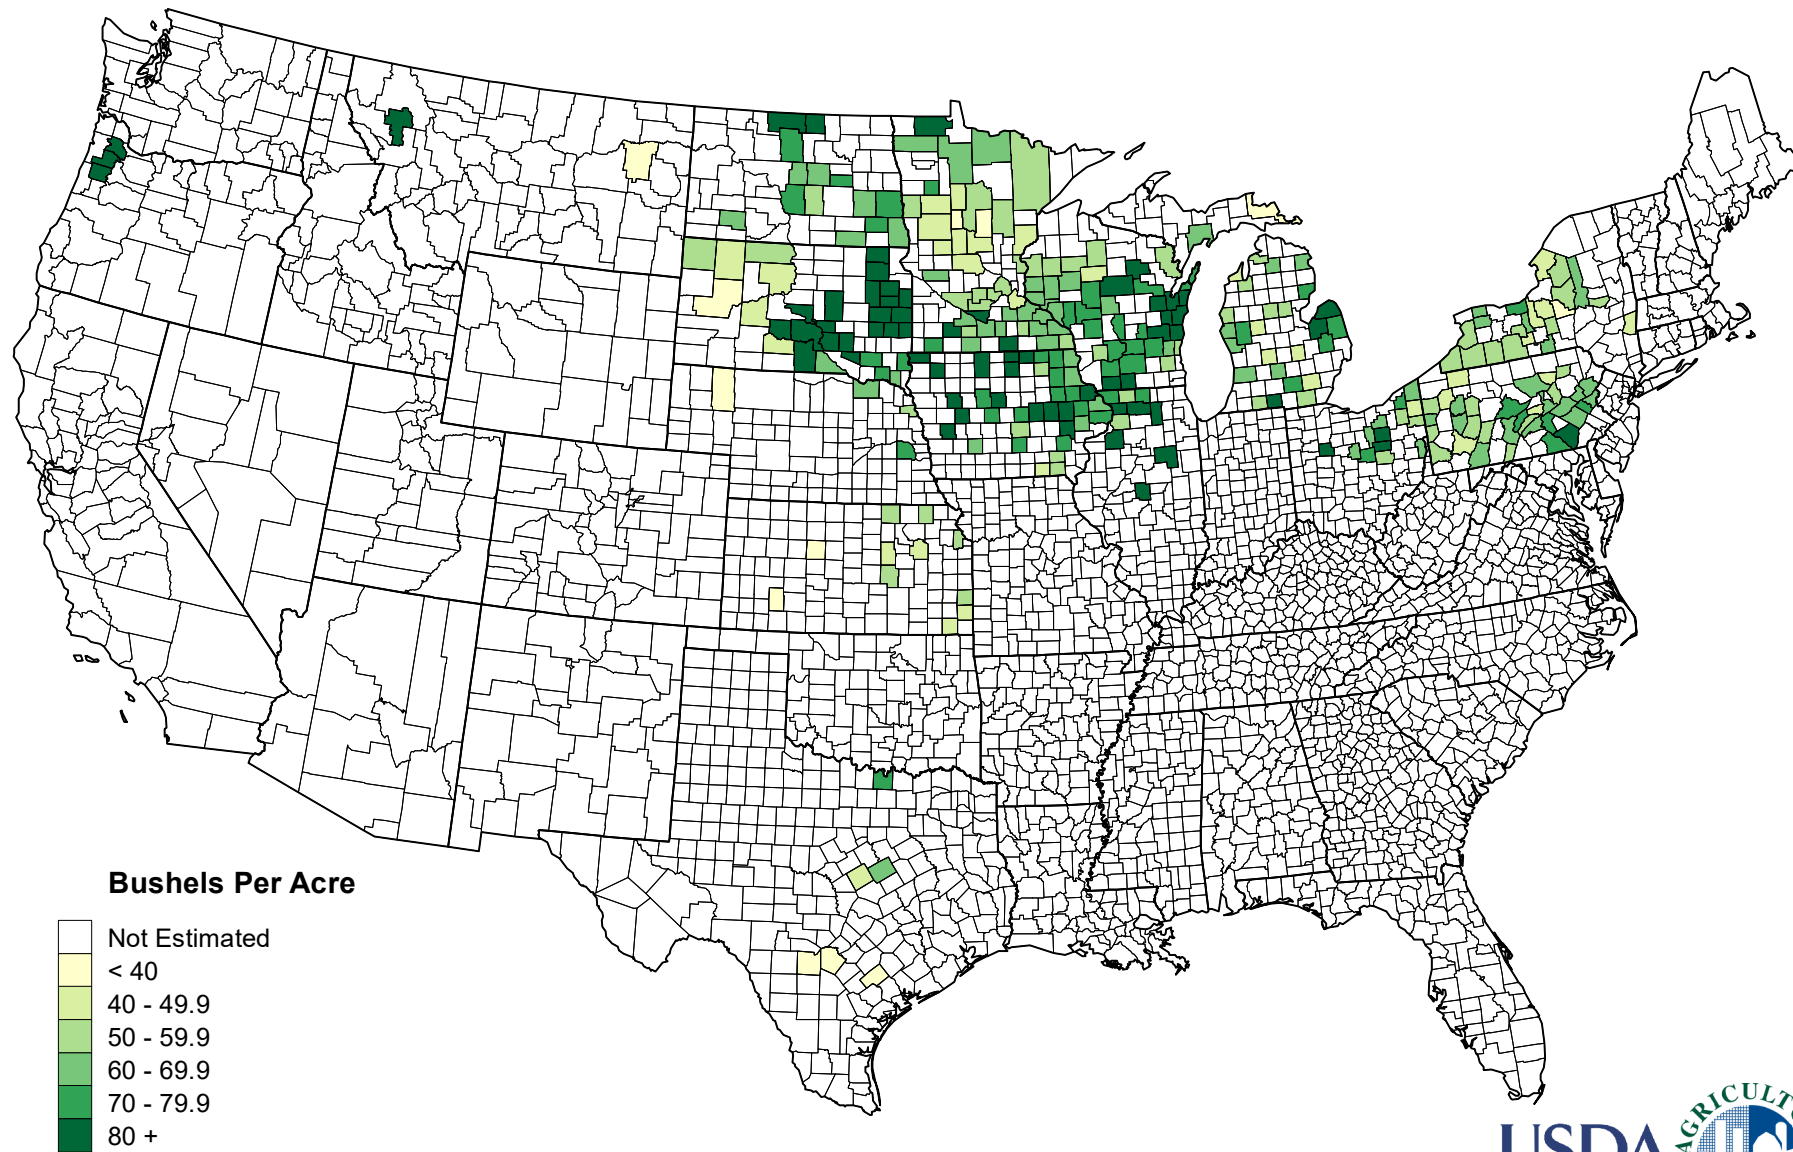 Bushels Per Acre
Not Estimated
< 40
40 - 49.9
50 - 59.9
60 - 69.9
70 - 79.9
80 +
USDA